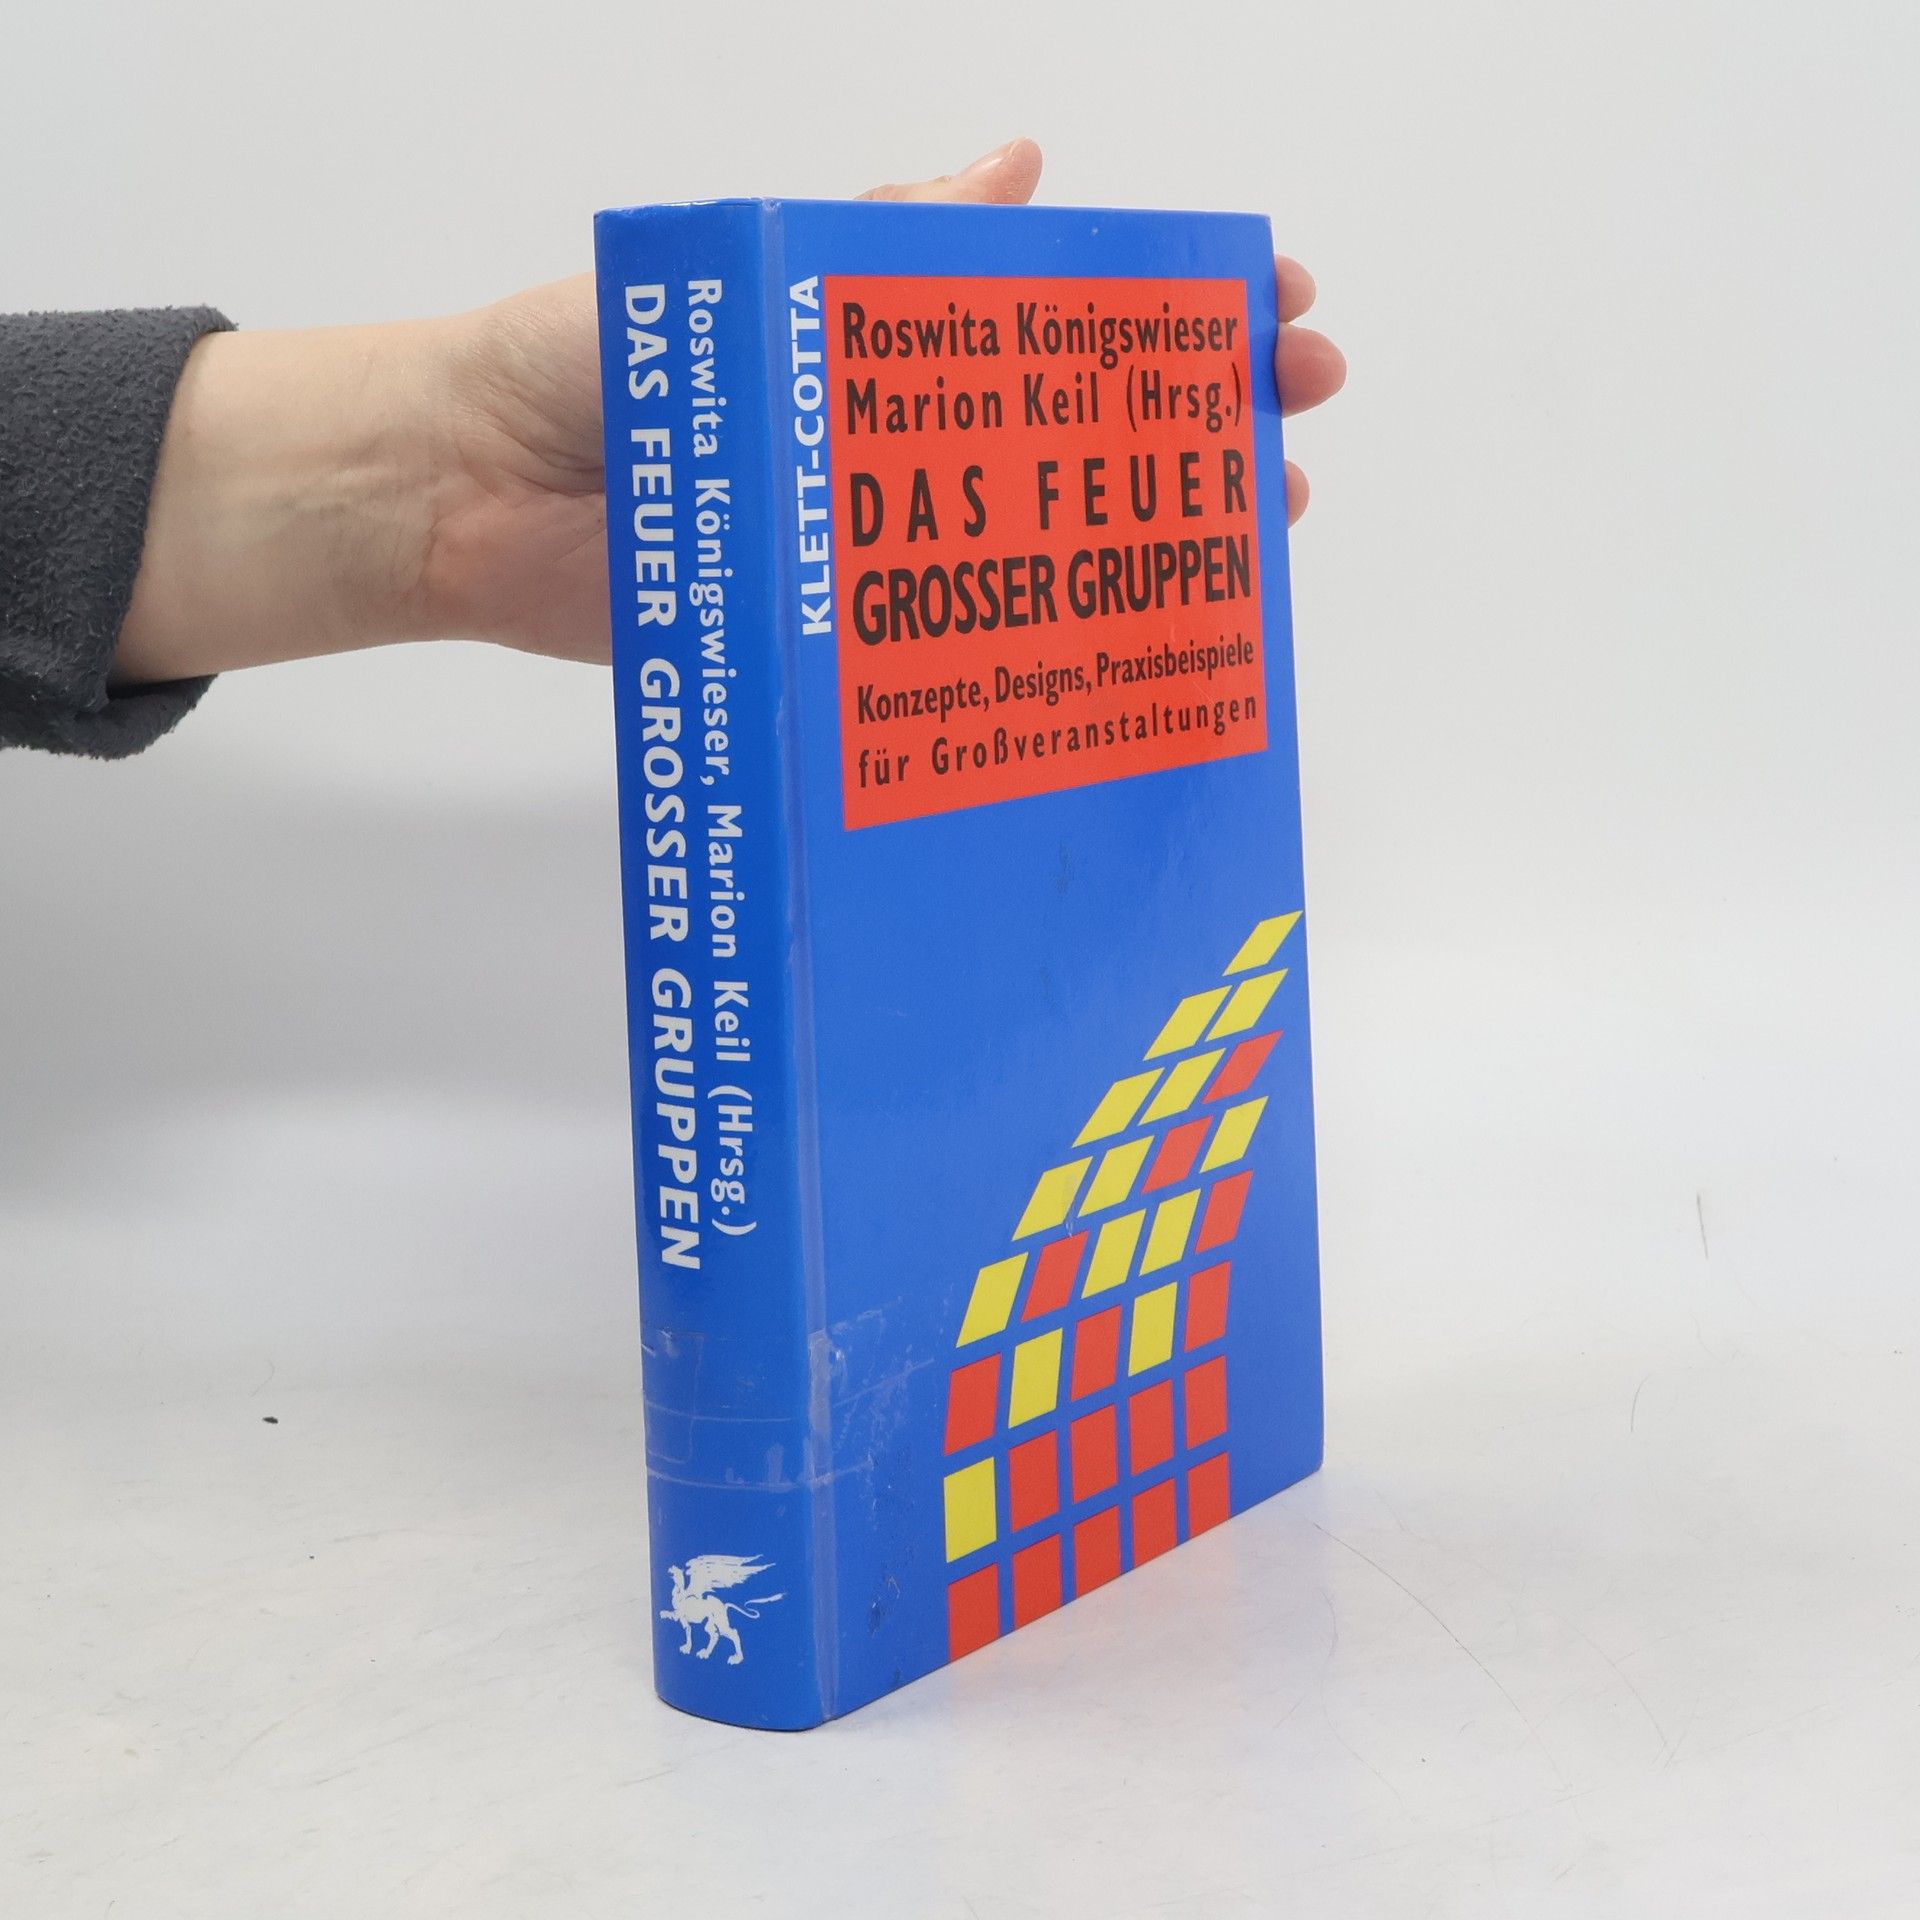 Roswita Königswieser, Marion Keil (Hrsg.)
DAS FEUER GROSSER GRUPPEN
KLETT-COTTA
Roswita Königswieser
Marion Keil (Hrsg.)
DAS FEUER
GROSSER GRUPPEN
Konzepte, Designs, Praxisbeispiele
für Großveranstaltungen